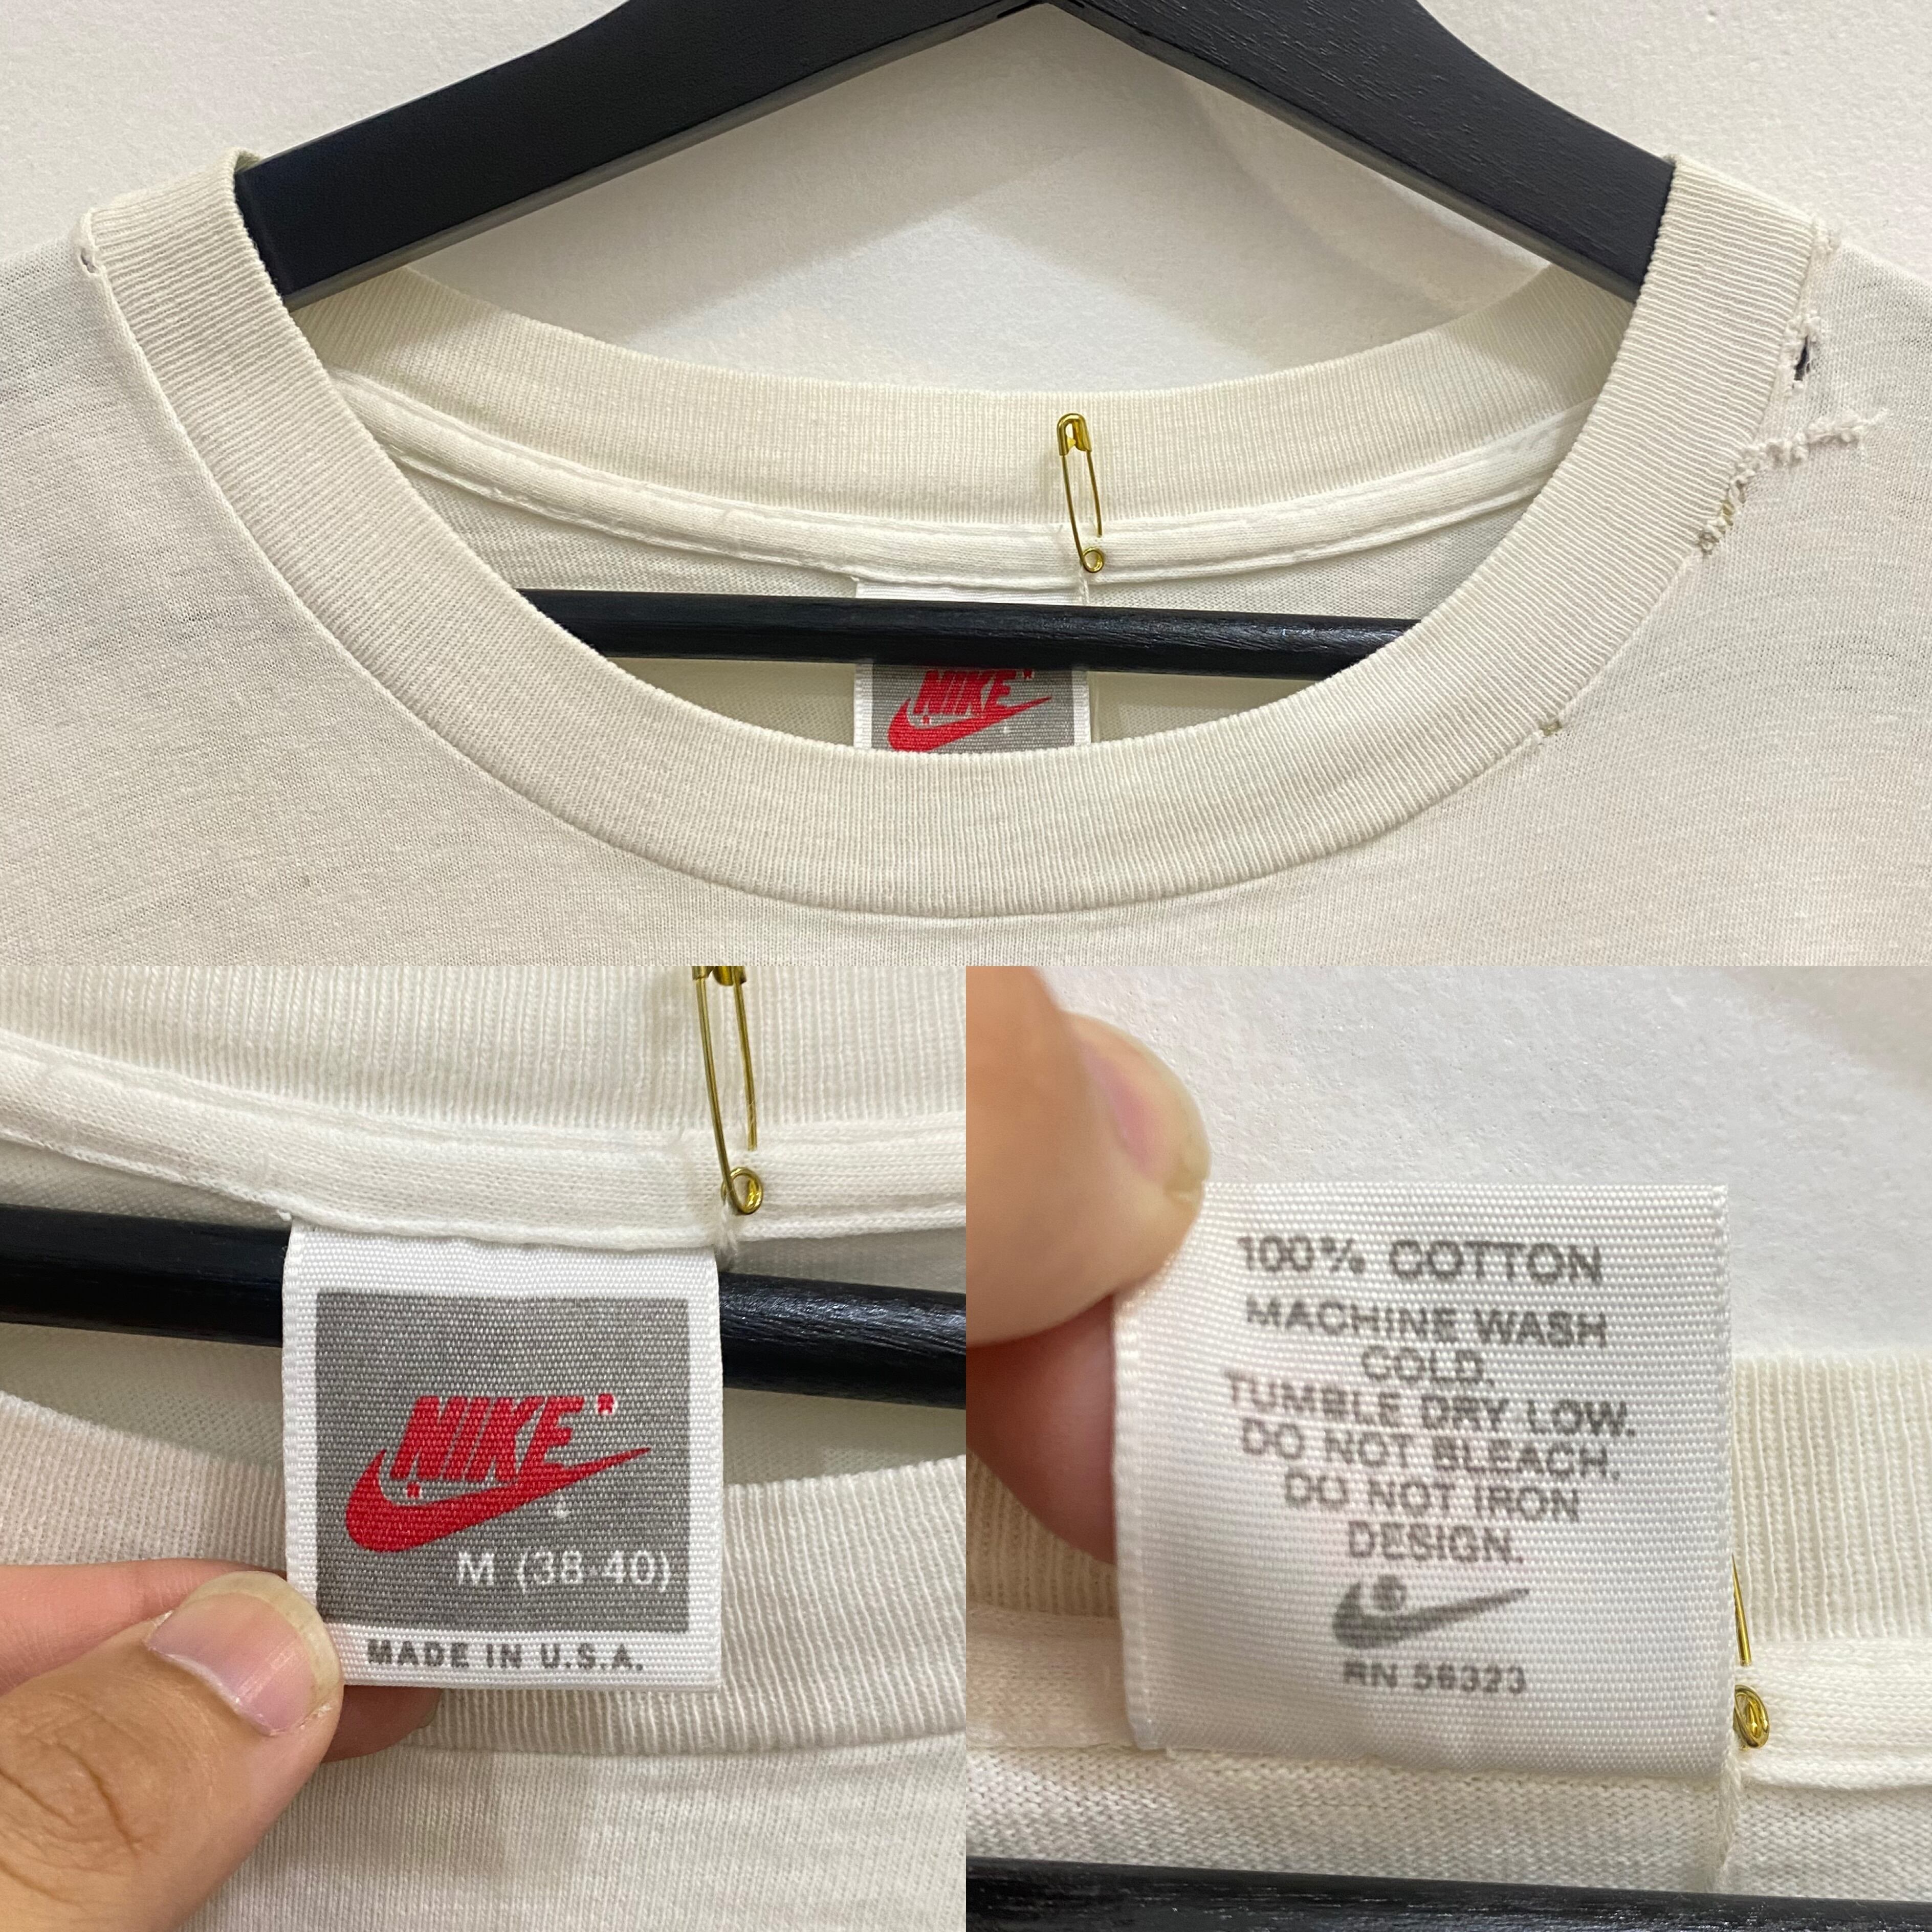 NIKE
NIKE®
M (38-40)
MADE IN U.S.A.
100% COTTON
MACHINE WASH
COLD.
TUMBLE DRY LOW.
DO NOT BLEACH.
DO NOT IRON
DESIGN.
®
RN 56323